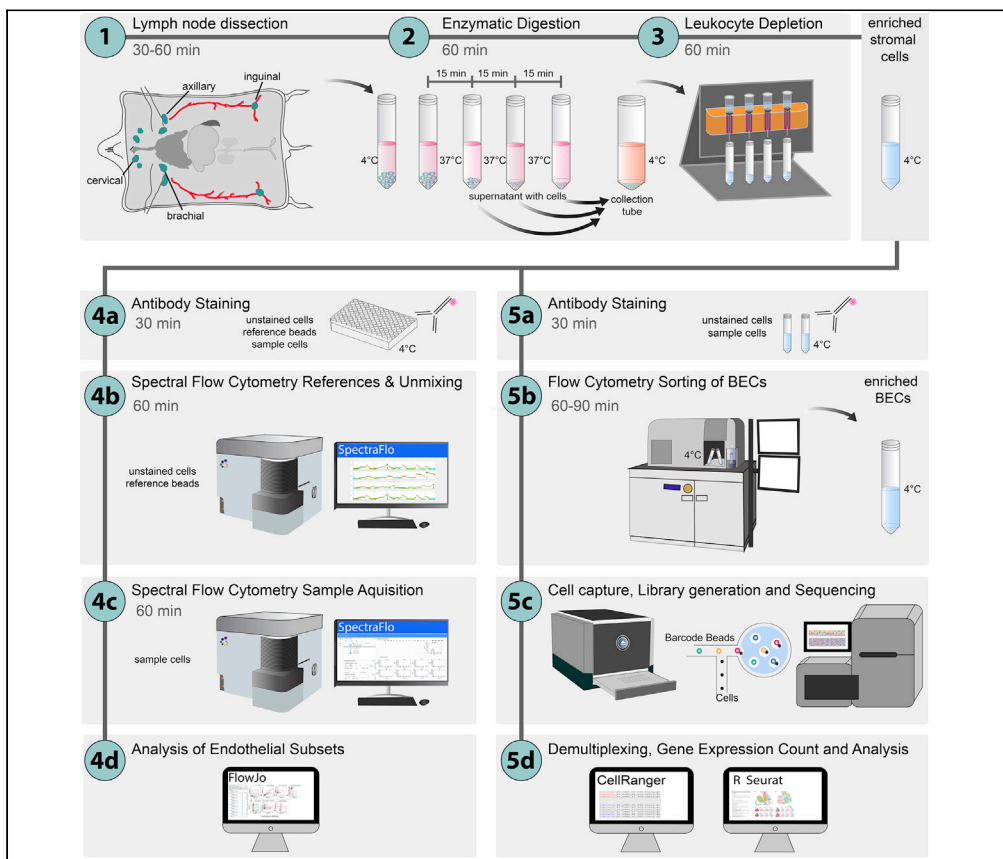 1
Lymph node dissection
30-60 min
2
Enzymatic Digestion
60 min
3
Leukocyte Depletion
60 min
enriched
stromal
cells
axillary
inguinal
cervical
brachial
15 min
15 min
15 min
4°C
37°C
37°C
37°C
4°C
supernatant with cells
collection
tube
4°C
4a
Antibody Staining
30 min
unstained cells
reference beads
sample cells
4°C
5a
Antibody Staining
30 min
unstained cells
sample cells
4°C
4b
Spectral Flow Cytometry References & Unmixing
60 min
unstained cells
reference beads
SpectraFlo
5b
Flow Cytometry Sorting of BECs
60-90 min
4°C
enriched
BECs
4°C
4c
Spectral Flow Cytometry Sample Aquisition
60 min
sample cells
SpectraFlo
5c
Cell capture, Library generation and Sequencing
Barcode Beads
Cells
4d
Analysis of Endothelial Subsets
FlowJo
5d
Demultiplexing, Gene Expression Count and Analysis
CellRanger
R Seurat